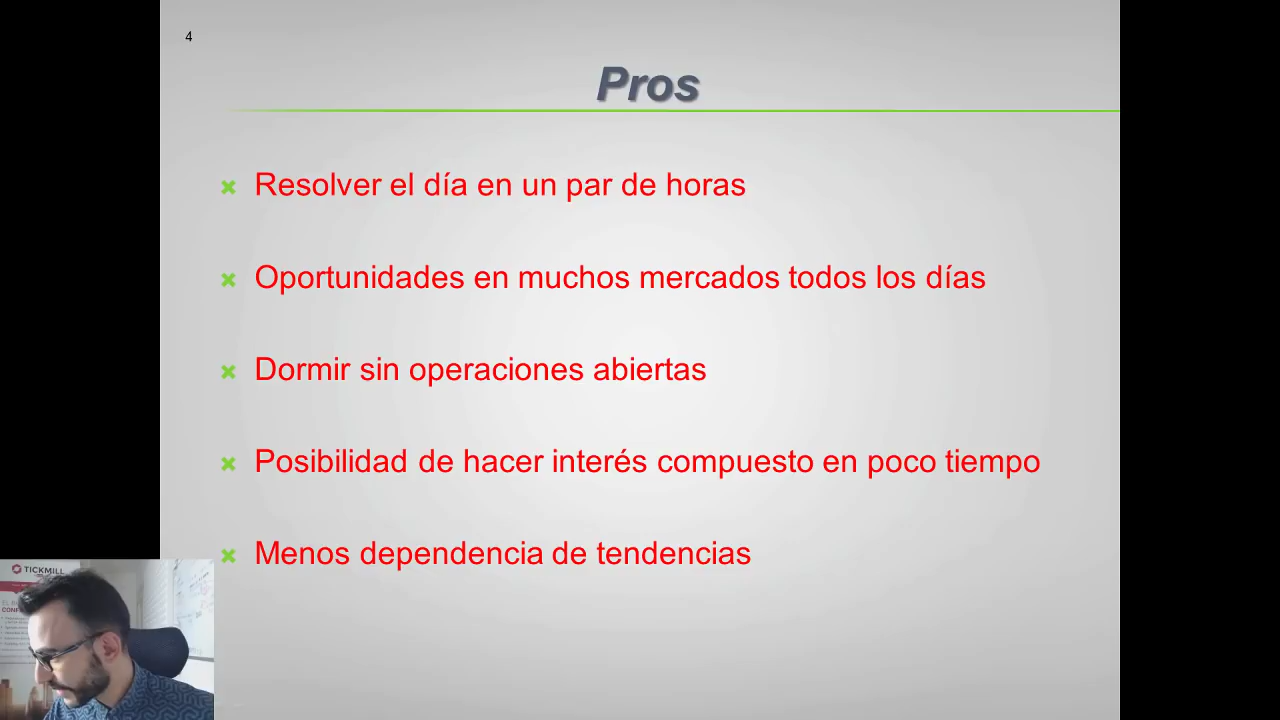 4
Pros
Resolver el día en un par de horas
Oportunidades en muchos mercados todos los días
Dormir sin operaciones abiertas
Posibilidad de hacer interés compuesto en poco tiempo
Menos dependencia de tendencias
TICKMILL